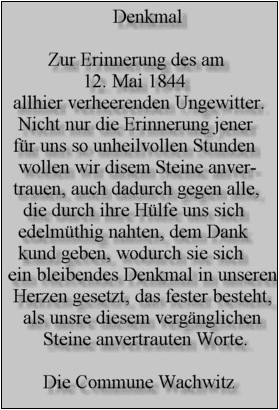 Denkmal
Zur Erinnerung des am
12. Mai 1844
allhier verheerenden Ungewitter.
Nicht nur die Erinnerung jener
für uns so unheilvollen Stunden
wollen wir disem Steine anver-
trauen, auch dadurch gegen alle,
die durch ihre Hülfe uns sich
edelmüthig nahten, dem Dank
kund geben, wodurch sie sich
ein bleibendes Denkmal in unseren
Herzen gesetzt, das fester besteht,
als unsre diesem vergänglichen
Steine anvertrauten Worte.
Die Commune Wachwitz